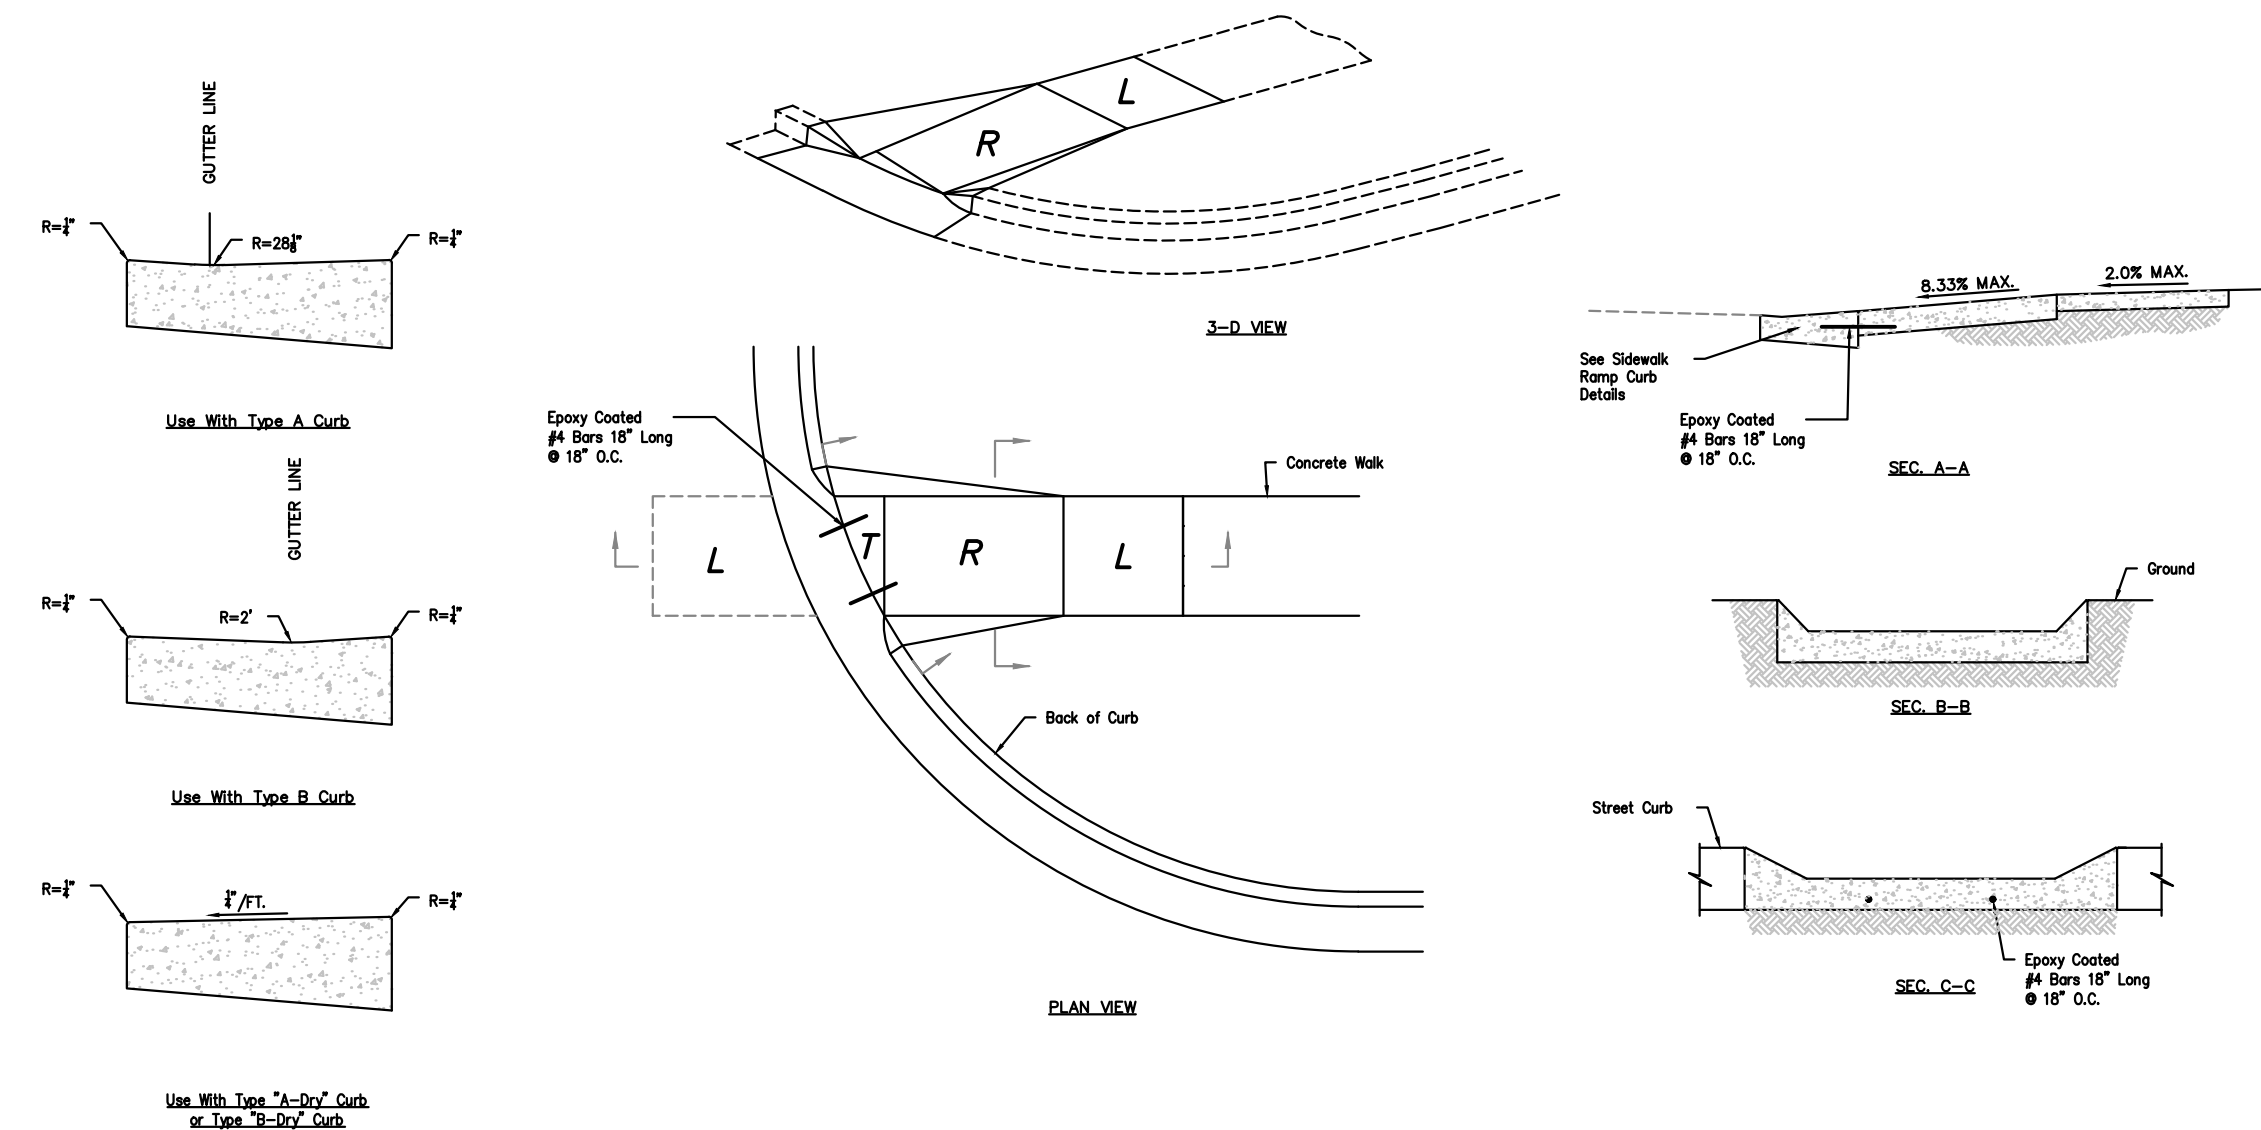 GUTTER LINE
R=1/4"
R=28 1/8"
R=1/4"
Use With Type A Curb
GUTTER LINE
R=1/4"
R=2'
R=1/4"
Use With Type B Curb
R=1/4"
1/4"/FT.
R=1/4"
Use With Type "A-Dry" Curb
or Type "B-Dry" Curb
L
R
3-D VIEW
Epoxy Coated
#4 Bars 18" Long
@ 18" O.C.
Concrete Walk
L
T
R
L
Back of Curb
PLAN VIEW
8.33% MAX.
2.0% MAX.
See Sidewalk
Ramp Curb
Details
Epoxy Coated
#4 Bars 18" Long
@ 18" O.C.
SEC. A-A
Ground
SEC. B-B
Street Curb
Epoxy Coated
#4 Bars 18" Long
@ 18" O.C.
SEC. C-C